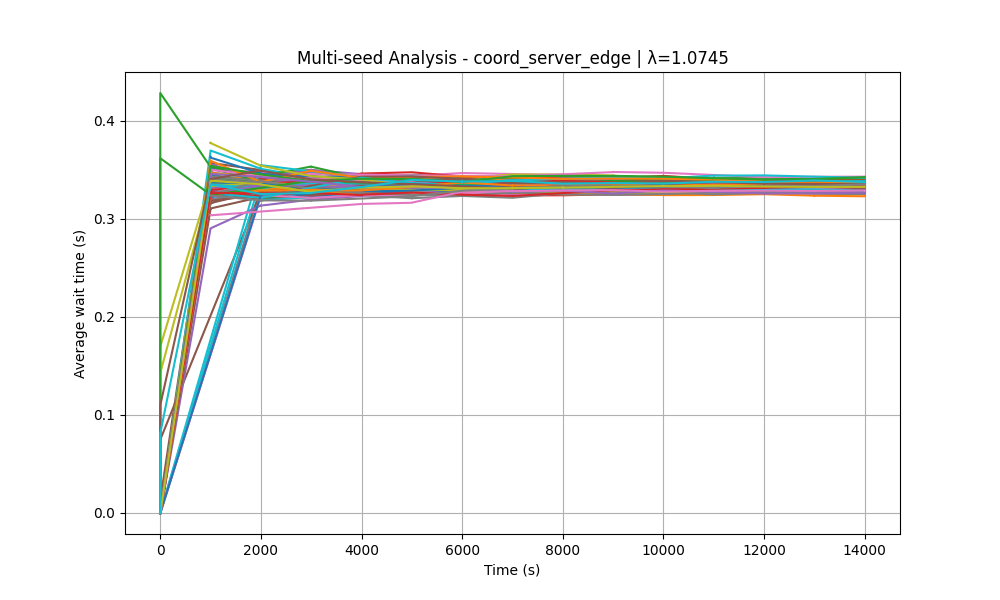 Multi-seed Analysis - coord_server_edge | λ=1.0745
Average wait time (s)
0.4
0.3
0.2
0.1
0.0
0 2000 4000 6000 8000 10000 12000 14000
Time (s)